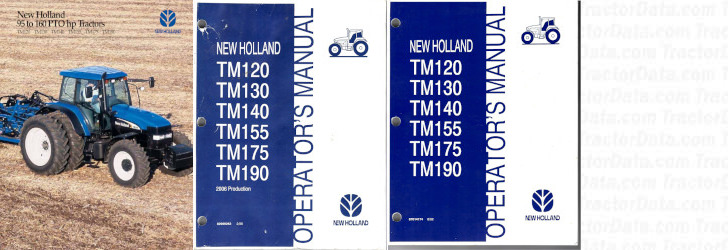 New Holland
95 to 160 PTO hp Tractors
NEW HOLLAND
NEW HOLLAND
TM120
TM130
TM140
TM155
TM175
TM190
2006 Production
OPERATOR'S MANUAL
NEW HOLLAND
NEW HOLLAND
TM120
TM130
TM140
TM155
TM175
TM190
OPERATOR'S MANUAL
NEW HOLLAND
TractorData.com